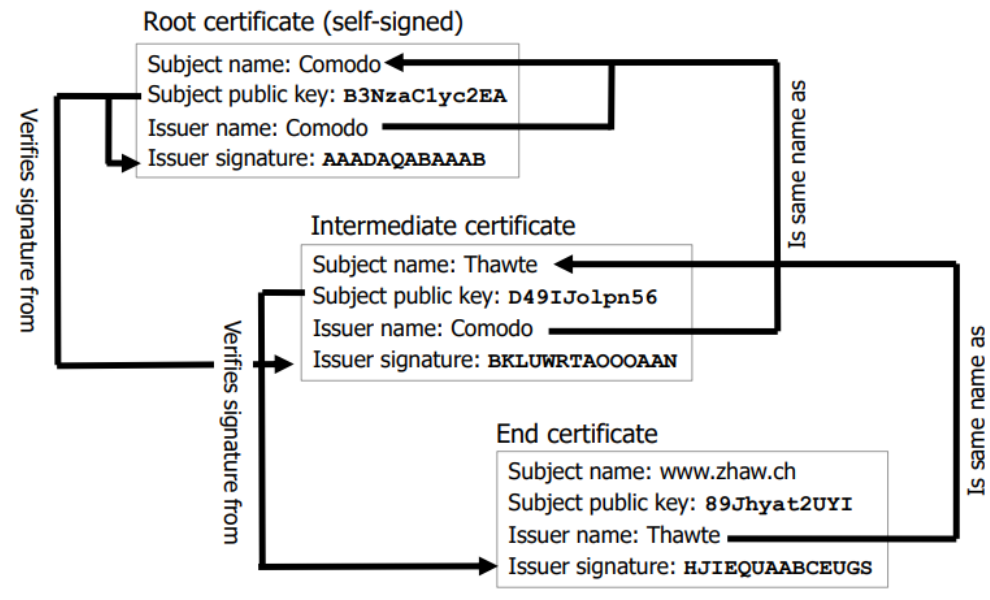 Root certificate (self-signed)
Subject name: Comodo
Subject public key: B3NzaC1yc2EA
Issuer name: Comodo
Issuer signature: AAADAQABAAAB
Verifies signature from
Is same name as
Intermediate certificate
Subject name: Thawte
Subject public key: D49IJolpn56
Issuer name: Comodo
Issuer signature: BKLUWRTAOOOAAN
Verifies signature from
Is same name as
End certificate
Subject name: www.zhaw.ch
Subject public key: 89Jhyat2UYI
Issuer name: Thawte
Issuer signature: HJIEQUAABCEUGS